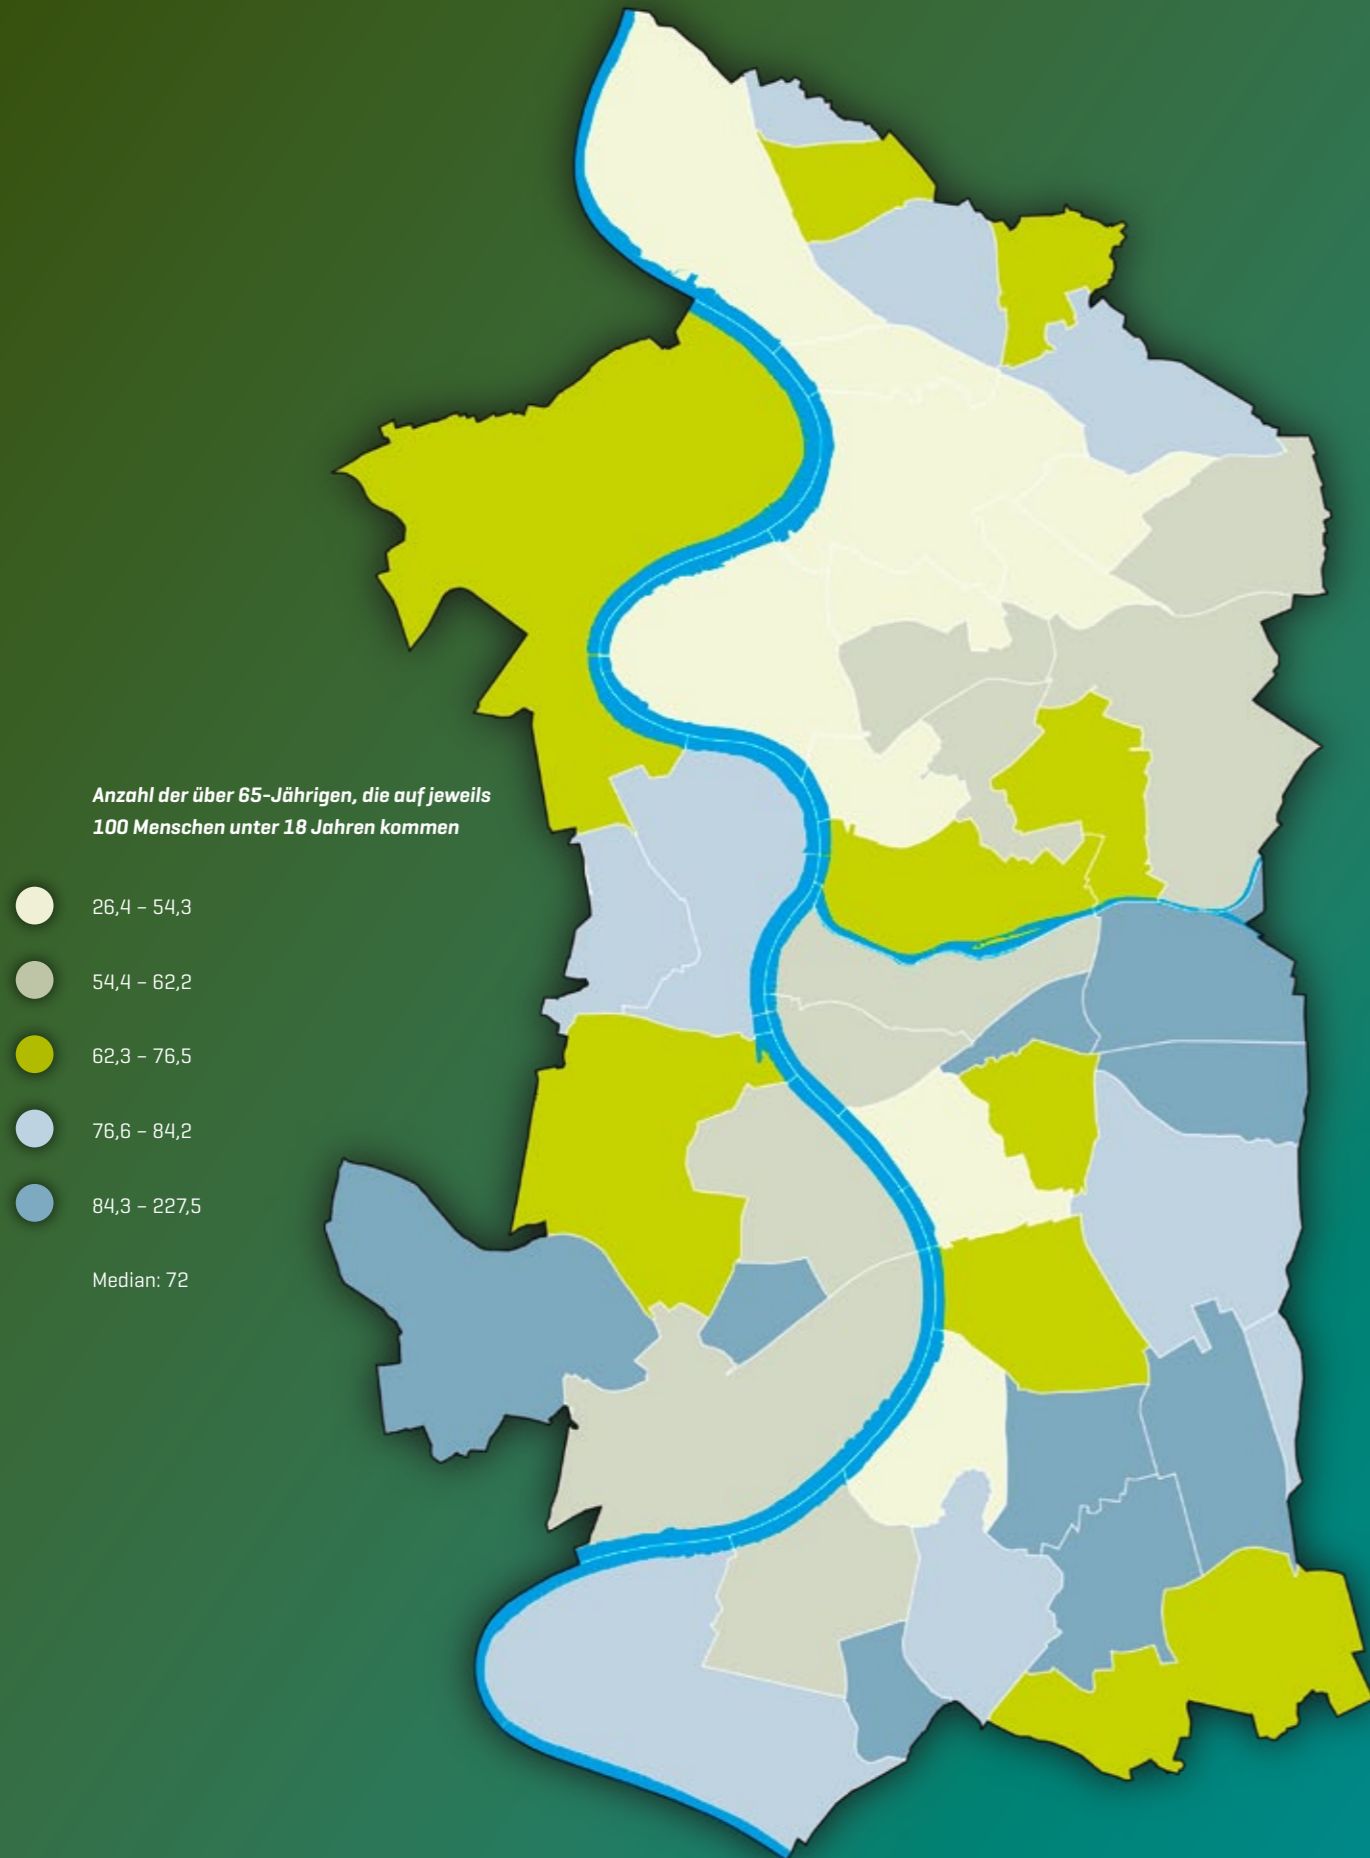 Anzahl der über 65-Jährigen, die auf jeweils
100 Menschen unter 18 Jahren kommen
26,4 – 54,3
54,4 – 62,2
62,3 – 76,5
76,6 – 84,2
84,3 – 227,5
Median: 72